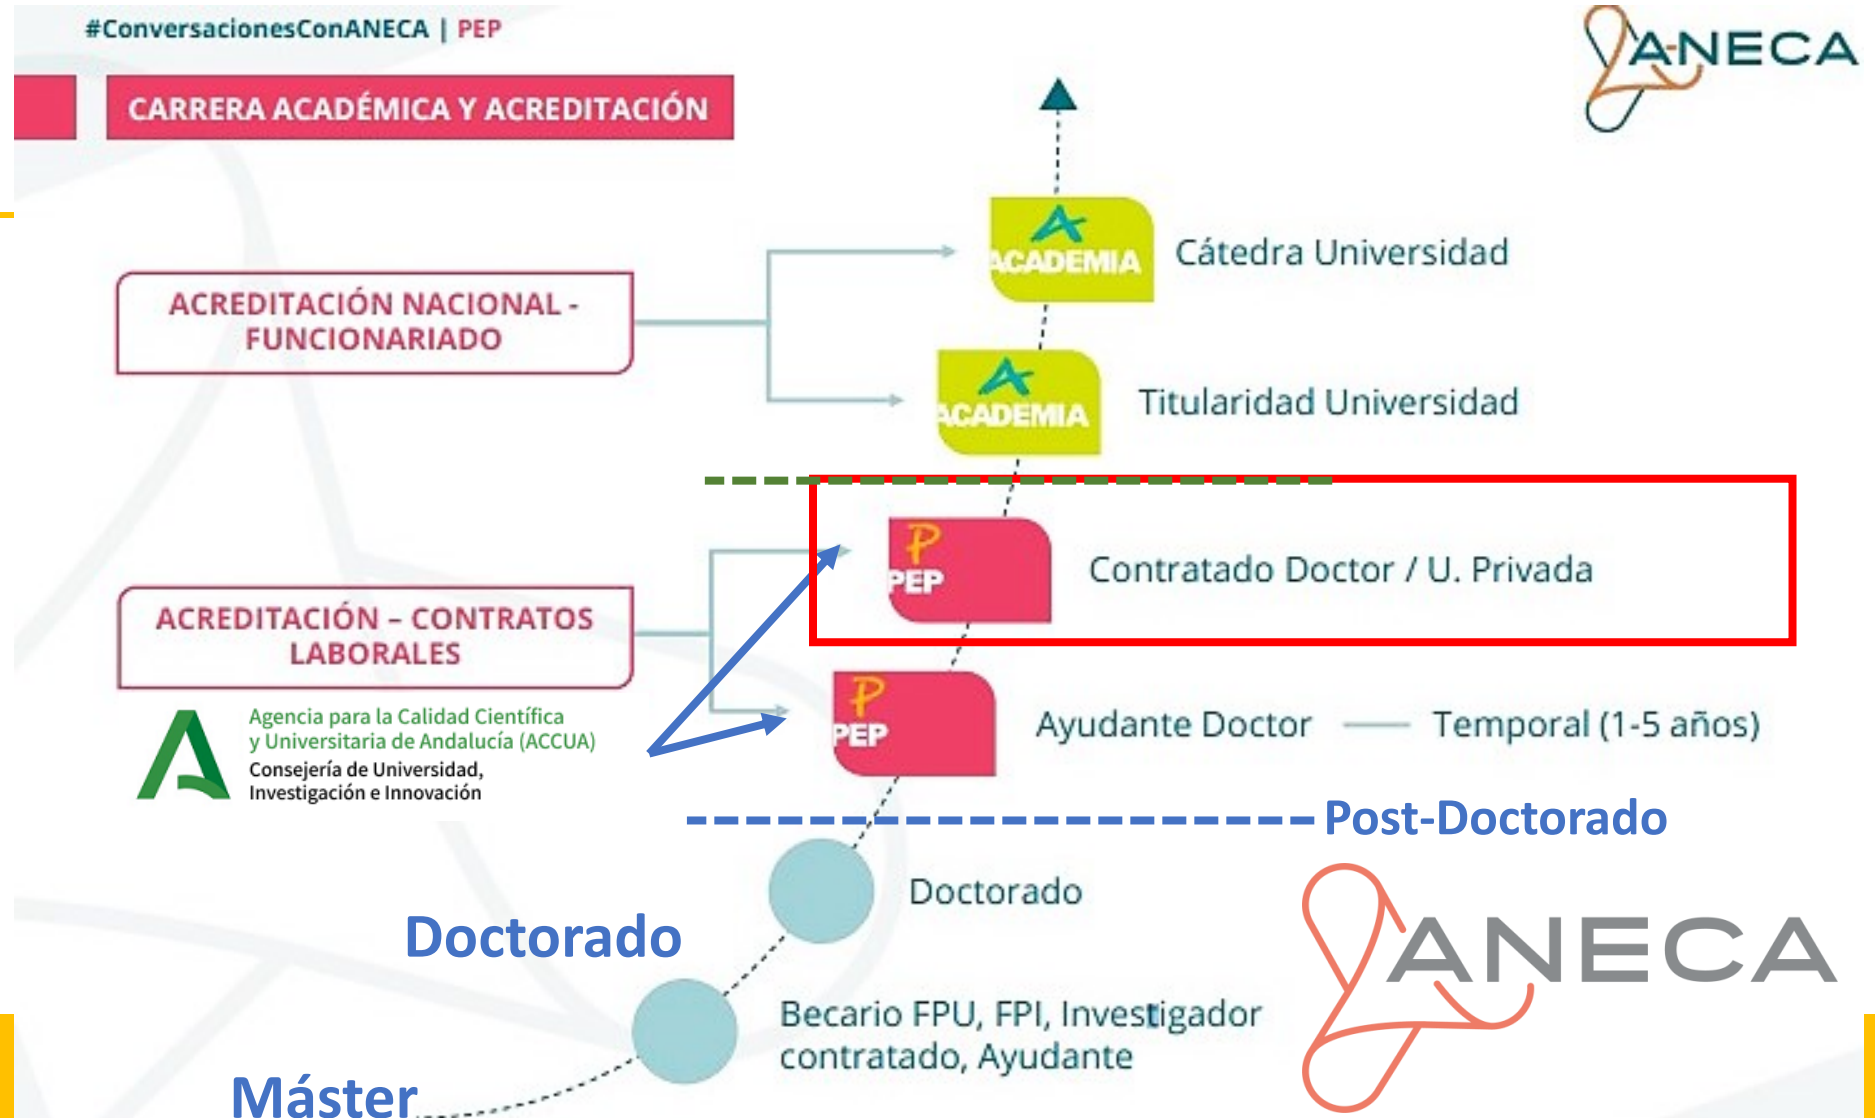 #ConversacionesConANECA | PEP
ANECA
CARRERA ACADÉMICA Y ACREDITACIÓN
ACADEMIA
Cátedra Universidad
ACREDITACIÓN NACIONAL -
FUNCIONARIADO
ACADEMIA
Titularidad Universidad
PEP
Contratado Doctor / U. Privada
ACREDITACIÓN – CONTRATOS
LABORALES
PEP
Ayudante Doctor
Temporal (1-5 años)
Agencia para la Calidad Científica
y Universitaria de Andalucía (ACCUA)
Consejería de Universidad,
Investigación e Innovación
Post-Doctorado
Doctorado
Doctorado
ANECA
Becario FPU, FPI, Investigador
contratado, Ayudante
Máster